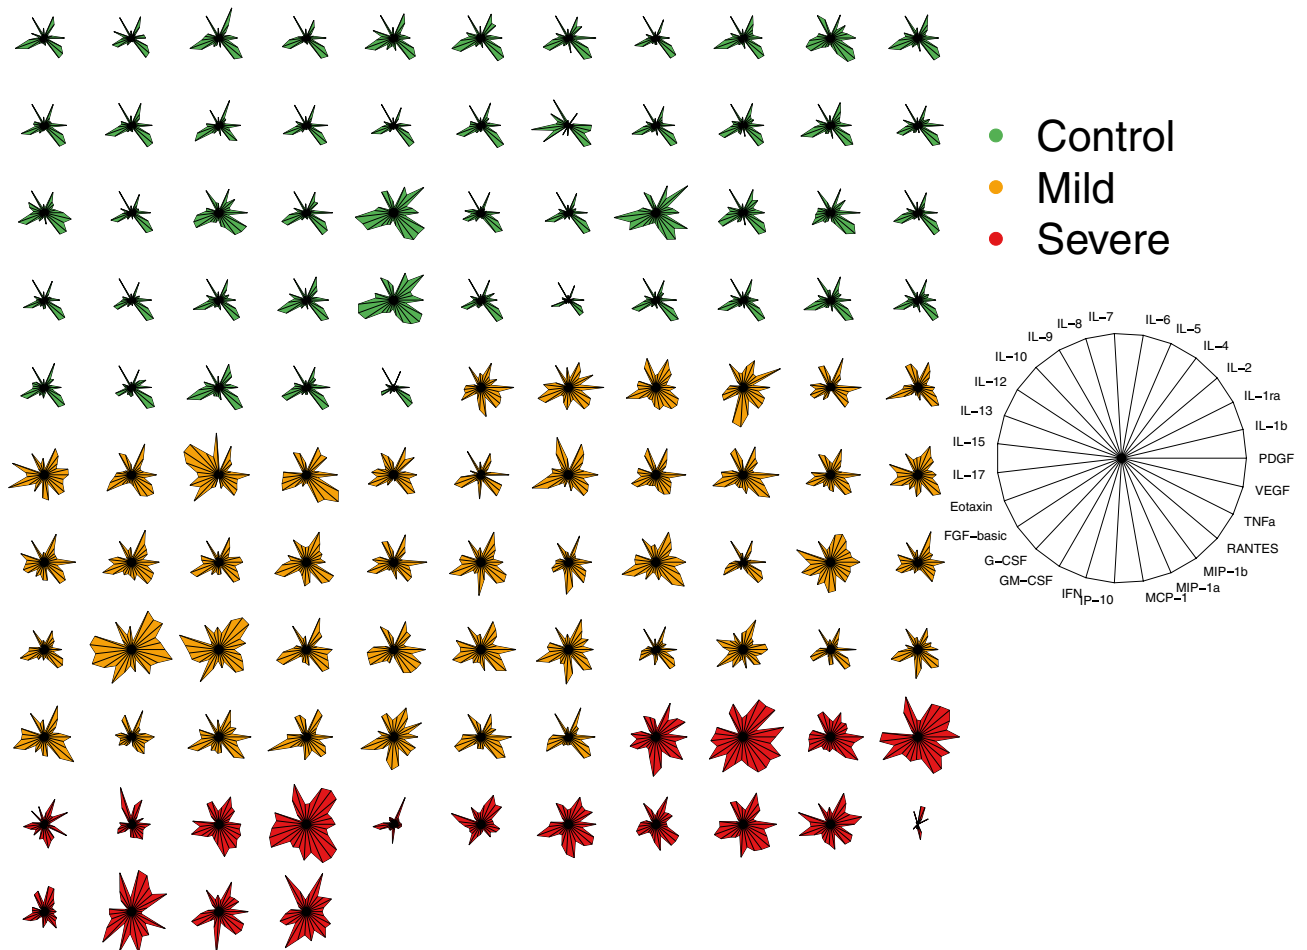 Control
Mild
Severe
IL−7
IL−6
IL−8
IL−5
IL−9
IL−4
IL−10
IL−2
IL−12
IL−1ra
IL−13
IL−1b
IL−15
PDGF
IL−17
VEGF
Eotaxin
TNFa
FGF−basic
RANTES
G−CSF
MIP−1b
GM−CSF
MIP−1a
IFN
IP−10
MCP−1